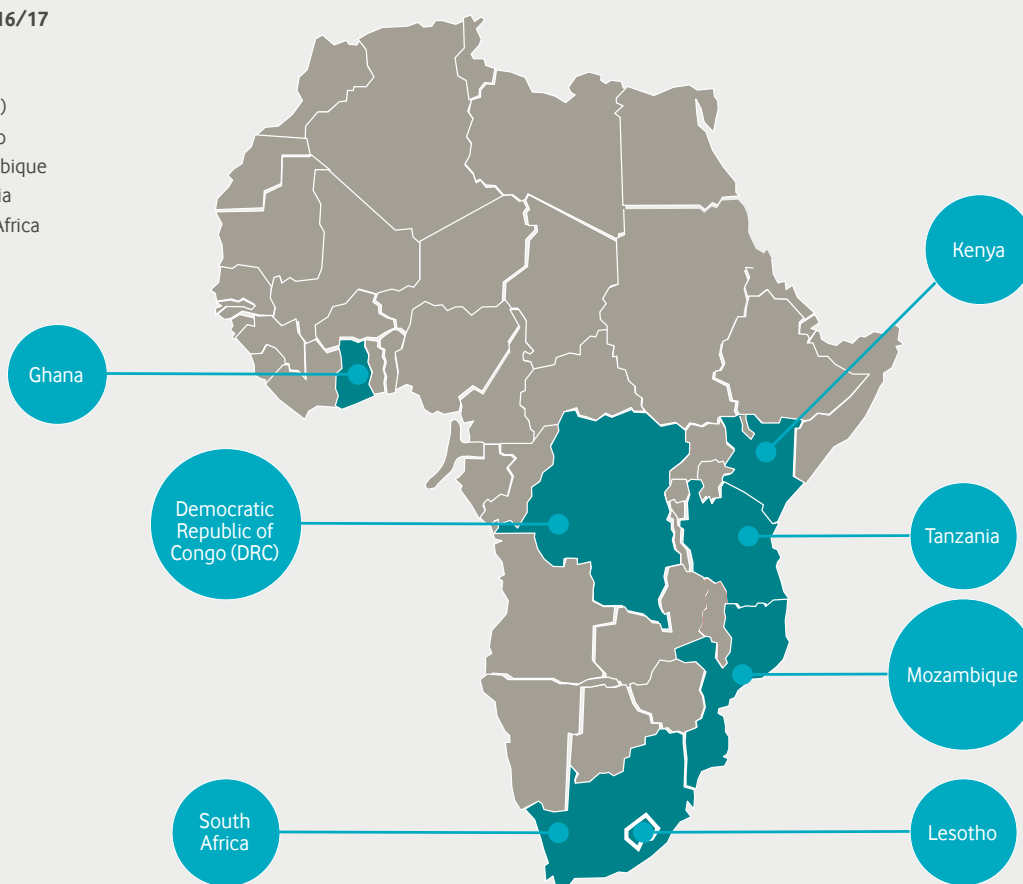 16/17
)
o
bique
ia
Africa
Kenya
Ghana
Democratic
Republic of
Congo (DRC)
Tanzania
Mozambique
South
Africa
Lesotho